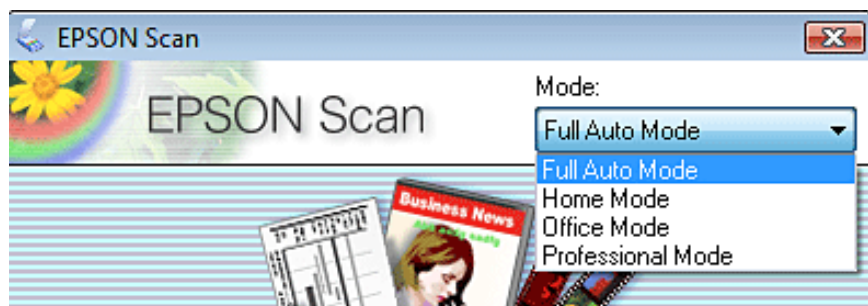 EPSON Scan
EPSON Scan
Mode:
Full Auto Mode
Full Auto Mode
Home Mode
Office Mode
Professional Mode
Business News